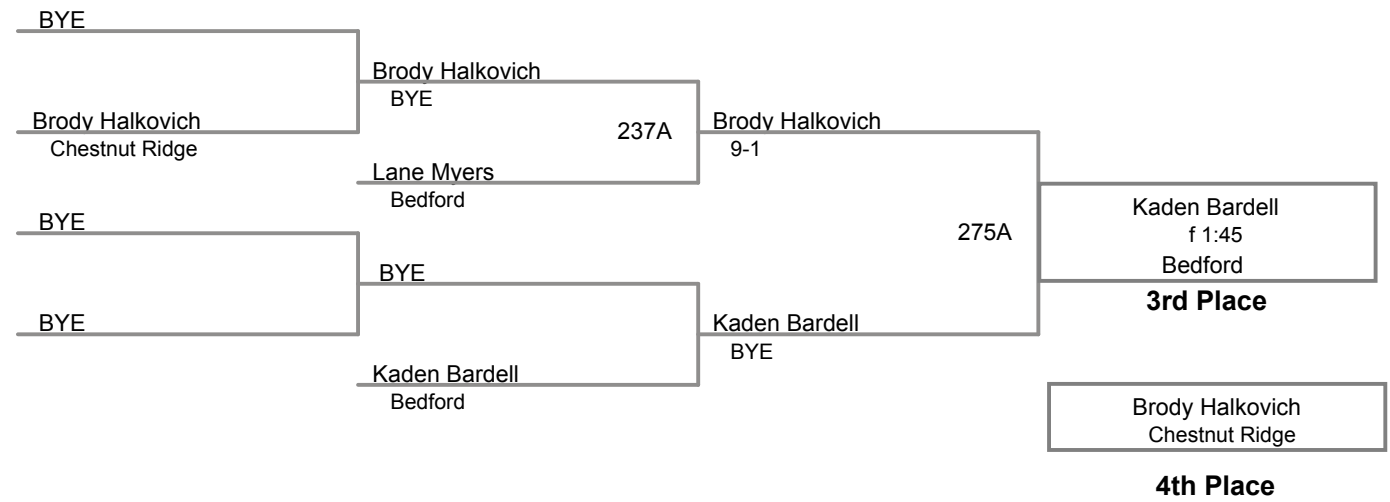 BYE
Brody Halkovich
BYE
Brody Halkovich
Chestnut Ridge
237A
Brody Halkovich
9-1
Lane Myers
Bedford
BYE
275A
Kaden Bardell
f 1:45
Bedford
3rd Place
BYE
BYE
Kaden Bardell
BYE
Kaden Bardell
Bedford
Brody Halkovich
Chestnut Ridge
4th Place